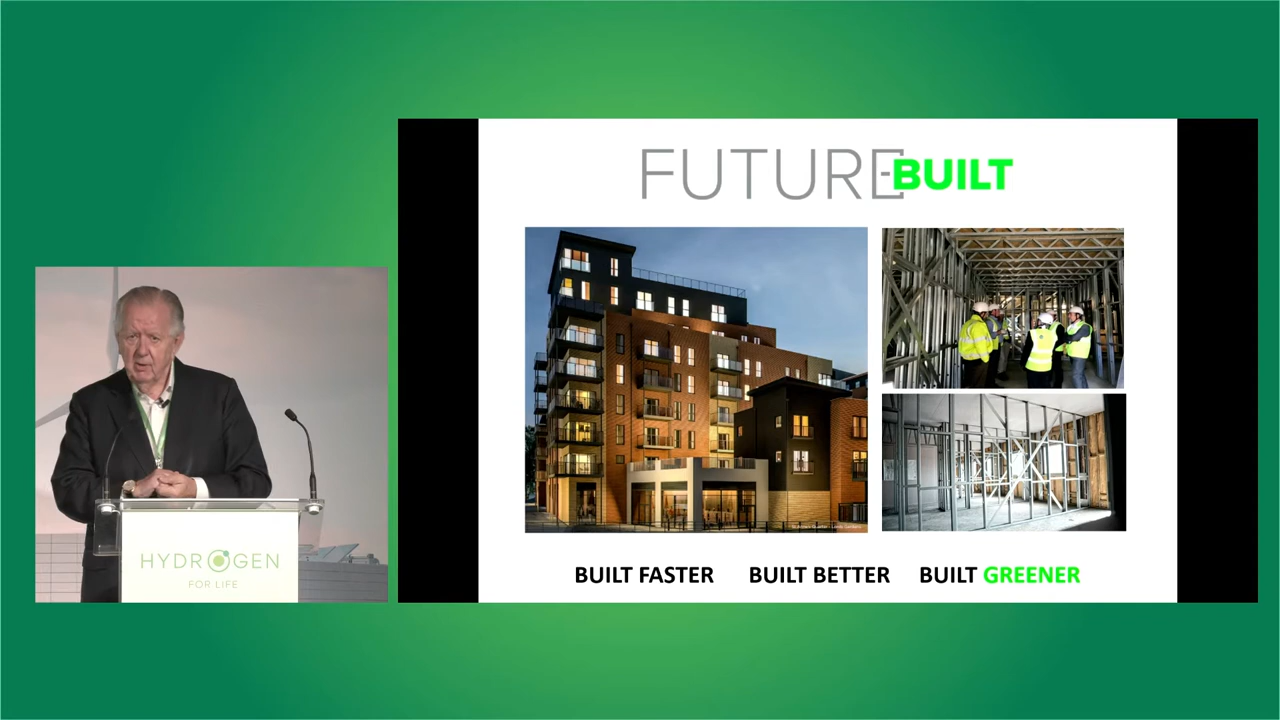 FUTURE-BUILT
BUILT FASTER BUILT BETTER BUILT GREENER
HYDROGEN
FOR LIFE